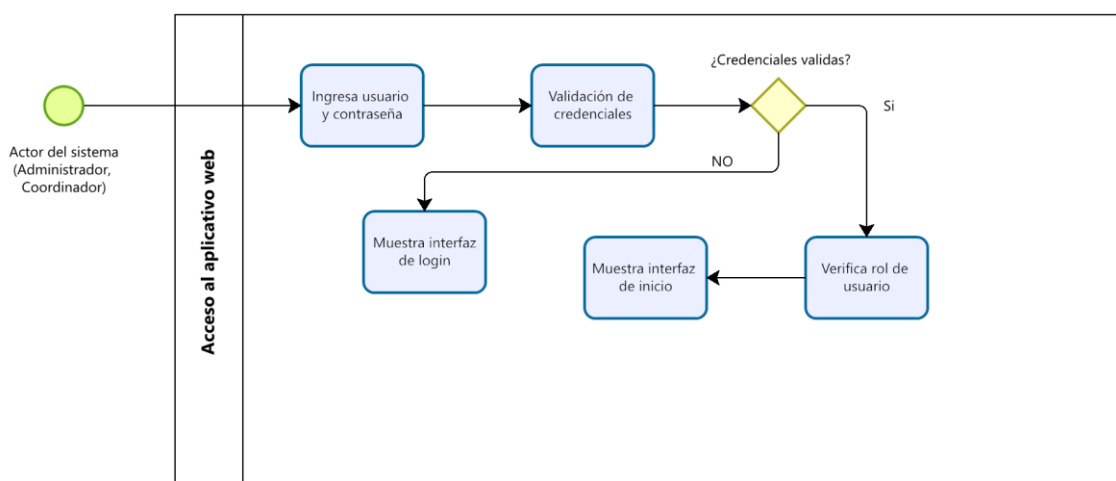 ¿Credenciales validas?
Ingresa usuario
y contraseña
Validación de
credenciales
Si
Actor del sistema
(Administrador,
Coordinador)
NO
Acceso al aplicativo web
Muestra interfaz
de login
Muestra interfaz
de inicio
Verifica rol de
usuario